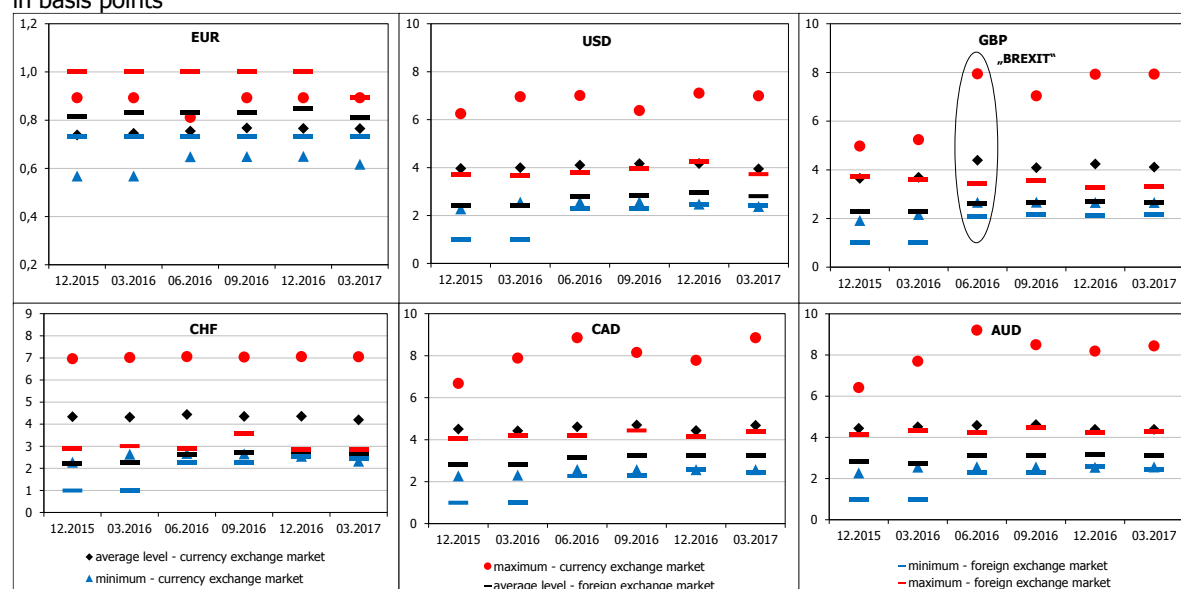 in basis points
EUR
1,2
1,0
0,8
0,6
0,4
0,2
12.2015 03.2016 06.2016 09.2016 12.2016 03.2017
USD
10
8
6
4
2
0
12.2015 03.2016 06.2016 09.2016 12.2016 03.2017
GBP
„BREXIT“
10
8
6
4
2
0
12.2015 03.2016 06.2016 09.2016 12.2016 03.2017
CHF
9
8
7
6
5
4
3
2
1
0
12.2015 03.2016 06.2016 09.2016 12.2016 03.2017
average level - currency exchange market
minimum - currency exchange market
CAD
10
8
6
4
2
0
12.2015 03.2016 06.2016 09.2016 12.2016 03.2017
maximum - currency exchange market
average level - foreign exchange market
AUD
10
8
6
4
2
0
12.2015 03.2016 06.2016 09.2016 12.2016 03.2017
minimum - foreign exchange market
maximum - foreign exchange market